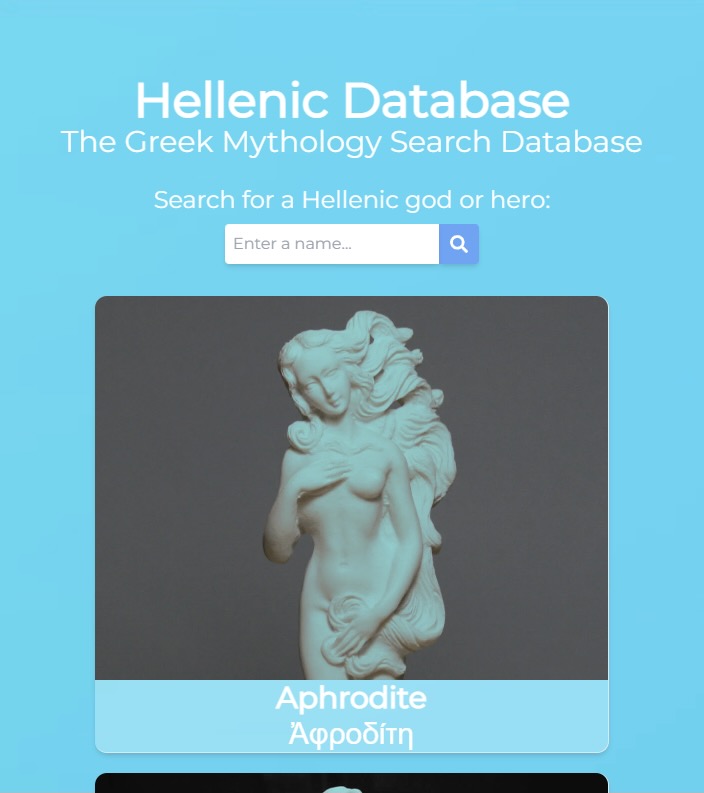 Hellenic Database
The Greek Mythology Search Database
Search for a Hellenic god or hero:
Enter a name...
Aphrodite
Ἀφροδίτη